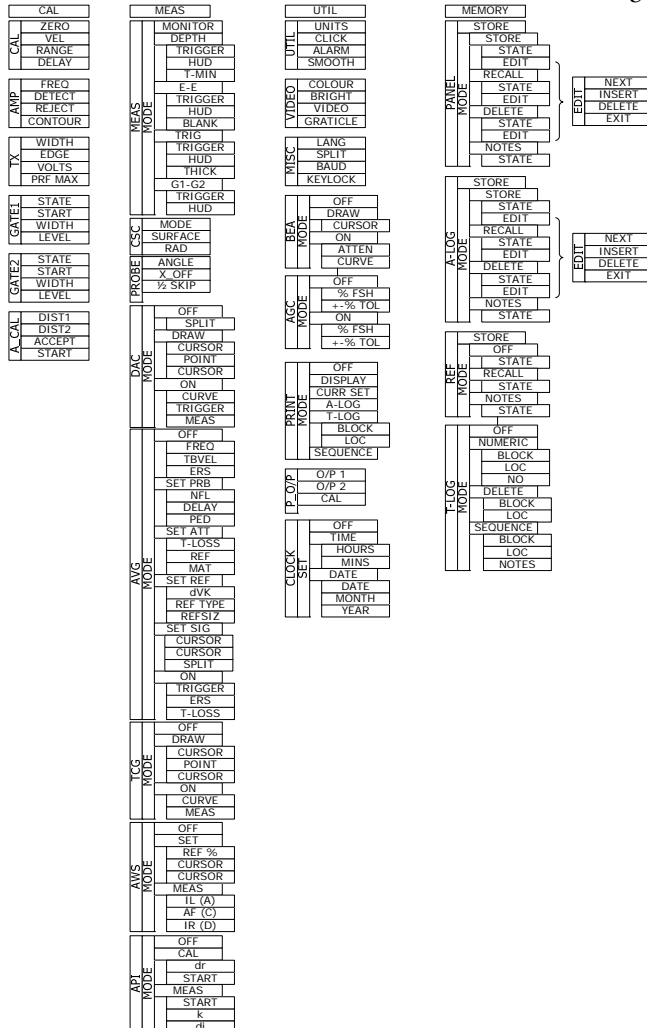 CAL
CAL
ZERO
VEL
RANGE
DELAY
AMP
FREQ
DETECT
REJECT
CONTOUR
TX
WIDTH
EDGE
VOLTS
PRF MAX
GATE1
STATE
START
WIDTH
LEVEL
GATE2
STATE
START
WIDTH
LEVEL
A_CAL
DIST1
DIST2
ACCEPT
START
MEAS
MEAS
MODE
MONITOR
DEPTH
TRIGGER
HUD
T-MIN
E-E
TRIGGER
HUD
BLANK
TRIG
TRIGGER
HUD
THICK
G1-G2
TRIGGER
HUD
CSC
MODE
SURFACE
RAD
PROBE
ANGLE
X_OFF
½ SKIP
DAC
MODE
OFF
SPLIT
DRAW
CURSOR
POINT
CURSOR
ON
CURVE
TRIGGER
MEAS
AVG
MODE
OFF
FREQ
TBVEL
ERS
SET PRB
NFL
DELAY
PED
SET ATT
T-LOSS
REF
MAT
SET REF
dVK
REF TYPE
REFSIZ
SET SIG
CURSOR
CURSOR
SPLIT
ON
TRIGGER
ERS
T-LOSS
TCG
MODE
OFF
DRAW
CURSOR
POINT
CURSOR
ON
CURVE
MEAS
AWS
MODE
OFF
SET
REF %
CURSOR
CURSOR
MEAS
IL (A)
AF (C)
IR (D)
API
MODE
OFF
CAL
dr
START
MEAS
START
k
di
UTIL
UTIL
UNITS
CLICK
ALARM
SMOOTH
VIDEO
COLOUR
BRIGHT
VIDEO
GRATICLE
MISC
LANG
SPLIT
BAUD
KEYLOCK
BEA
MODE
OFF
DRAW
CURSOR
ON
ATTEN
CURVE
AGC
MODE
OFF
% FSH
+-% TOL
ON
% FSH
+-% TOL
PRINT
MODE
OFF
DISPLAY
CURR SET
A-LOG
T-LOG
BLOCK
LOC
SEQUENCE
P_O/P
O/P 1
O/P 2
CAL
CLOCK
SET
OFF
TIME
HOURS
MINS
DATE
DATE
MONTH
YEAR
MEMORY
PANEL
MODE
STORE
STORE
STATE
EDIT
RECALL
STATE
EDIT
DELETE
STATE
EDIT
NOTES
STATE
EDIT
NEXT
INSERT
DELETE
EXIT
A-LOG
MODE
STORE
STORE
STATE
EDIT
RECALL
STATE
EDIT
DELETE
STATE
EDIT
NOTES
STATE
EDIT
NEXT
INSERT
DELETE
EXIT
REF
MODE
STORE
OFF
STATE
RECALL
STATE
NOTES
STATE
T-LOG
MODE
OFF
NUMERIC
BLOCK
LOC
NO
DELETE
BLOCK
LOC
SEQUENCE
BLOCK
LOC
NOTES